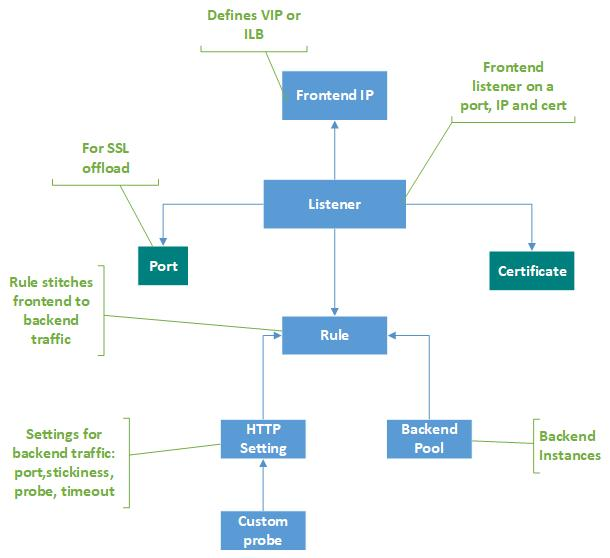 Defines VIP or
ILB
Frontend IP
Frontend
listener on a
port, IP and cert
For SSL
offload
Listener
Port
Certificate
Rule stitches
frontend to
backend
traffic
Rule
Settings for
backend traffic:
port,stickiness,
probe, timeout
HTTP
Setting
Backend
Pool
Backend
Instances
Custom
probe